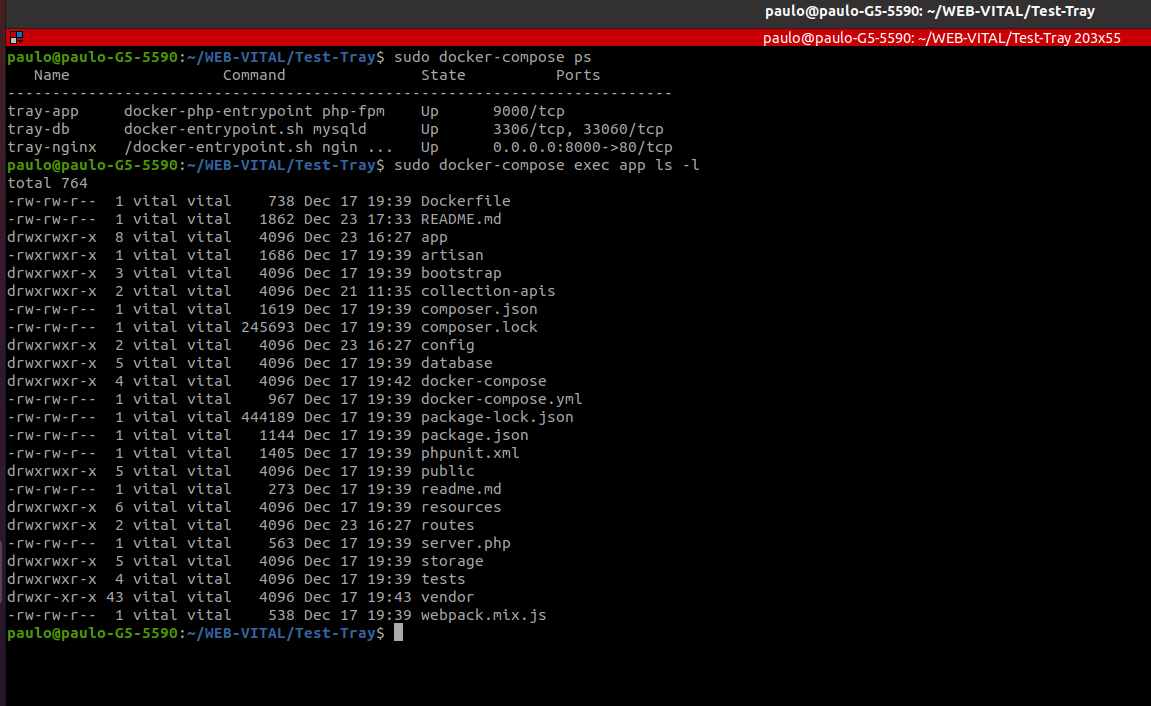 paulo@paulo-G5-5590: ~/WEB-VITAL/Test-Tray
paulo@paulo-G5-5590: ~/WEB-VITAL/Test-Tray 203x55
paulo@paulo-G5-5590:~/WEB-VITAL/Test-Tray$ sudo docker-compose ps
   Name                 Command               State          Ports
--------------------------------------------------------------------------
tray-app     docker-php-entrypoint php-fpm    Up      9000/tcp
tray-db      docker-entrypoint.sh mysqld      Up      3306/tcp, 33060/tcp
tray-nginx   /docker-entrypoint.sh ngin ...   Up      0.0.0.0:8000->80/tcp
paulo@paulo-G5-5590:~/WEB-VITAL/Test-Tray$ sudo docker-compose exec app ls -l
total 764
-rw-rw-r--  1 vital vital    738 Dec 17 19:39 Dockerfile
-rw-rw-r--  1 vital vital   1862 Dec 23 17:33 README.md
drwxrwxr-x  8 vital vital   4096 Dec 23 16:27 app
-rwxrwxr-x  1 vital vital   1686 Dec 17 19:39 artisan
drwxrwxr-x  3 vital vital   4096 Dec 17 19:39 bootstrap
drwxrwxr-x  2 vital vital   4096 Dec 21 11:35 collection-apis
-rw-rw-r--  1 vital vital   1619 Dec 17 19:39 composer.json
-rw-rw-r--  1 vital vital 245693 Dec 17 19:39 composer.lock
drwxrwxr-x  2 vital vital   4096 Dec 23 16:27 config
drwxrwxr-x  5 vital vital   4096 Dec 17 19:39 database
drwxrwxr-x  4 vital vital   4096 Dec 17 19:42 docker-compose
-rw-rw-r--  1 vital vital    967 Dec 17 19:39 docker-compose.yml
-rw-rw-r--  1 vital vital 444189 Dec 17 19:39 package-lock.json
-rw-rw-r--  1 vital vital   1144 Dec 17 19:39 package.json
-rw-rw-r--  1 vital vital   1405 Dec 17 19:39 phpunit.xml
drwxrwxr-x  5 vital vital   4096 Dec 17 19:39 public
-rw-rw-r--  1 vital vital    273 Dec 17 19:39 readme.md
drwxrwxr-x  6 vital vital   4096 Dec 17 19:39 resources
drwxrwxr-x  2 vital vital   4096 Dec 23 16:27 routes
-rw-rw-r--  1 vital vital    563 Dec 17 19:39 server.php
drwxrwxr-x  5 vital vital   4096 Dec 17 19:39 storage
drwxrwxr-x  4 vital vital   4096 Dec 17 19:39 tests
drwxr-xr-x 43 vital vital   4096 Dec 17 19:43 vendor
-rw-rw-r--  1 vital vital    538 Dec 17 19:39 webpack.mix.js
paulo@paulo-G5-5590:~/WEB-VITAL/Test-Tray$